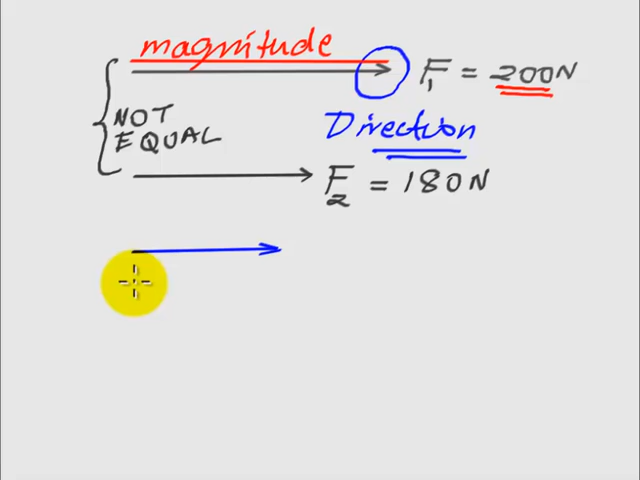 magnitude
F1 = 200N
Direction
NOT
EQUAL
F2 = 180N